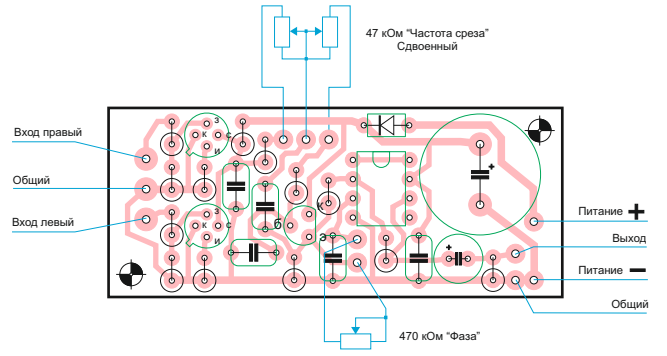 47 кОм “Частота среза”
Сдвоенный
Вход правый
Общий
Вход левый
З
К
С
И
З
К
С
И
К
Б
Э
+
+
Питание +
Выход
Питание −
Общий
470 кОм “Фаза”